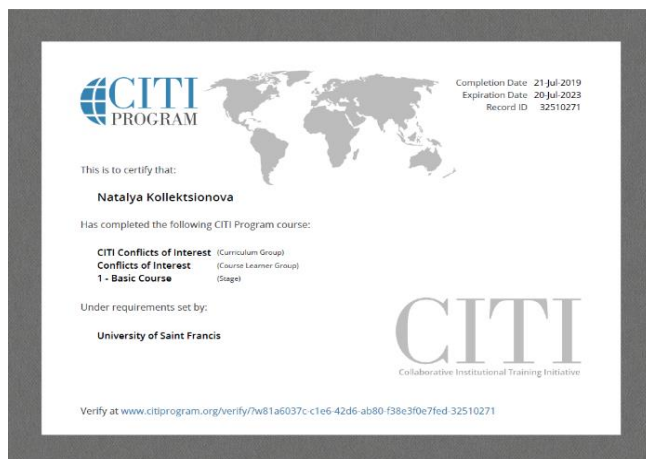 CITI
PROGRAM
Completion Date 21-Jul-2019
Expiration Date 20-Jul-2023
Record ID 32510271
This is to certify that:
Natalya Kollektsionova
Has completed the following CITI Program course:
CITI Conflicts of Interest (Curriculum Group)
Conflicts of Interest (Course Learner Group)
1 - Basic Course (Stage)
Under requirements set by:
University of Saint Francis
CITI
Collaborative Institutional Training Initiative
Verify at www.citiprogram.org/verify/?w81a6037c-c1e6-42d6-ab80-f38e3f0e7fed-32510271